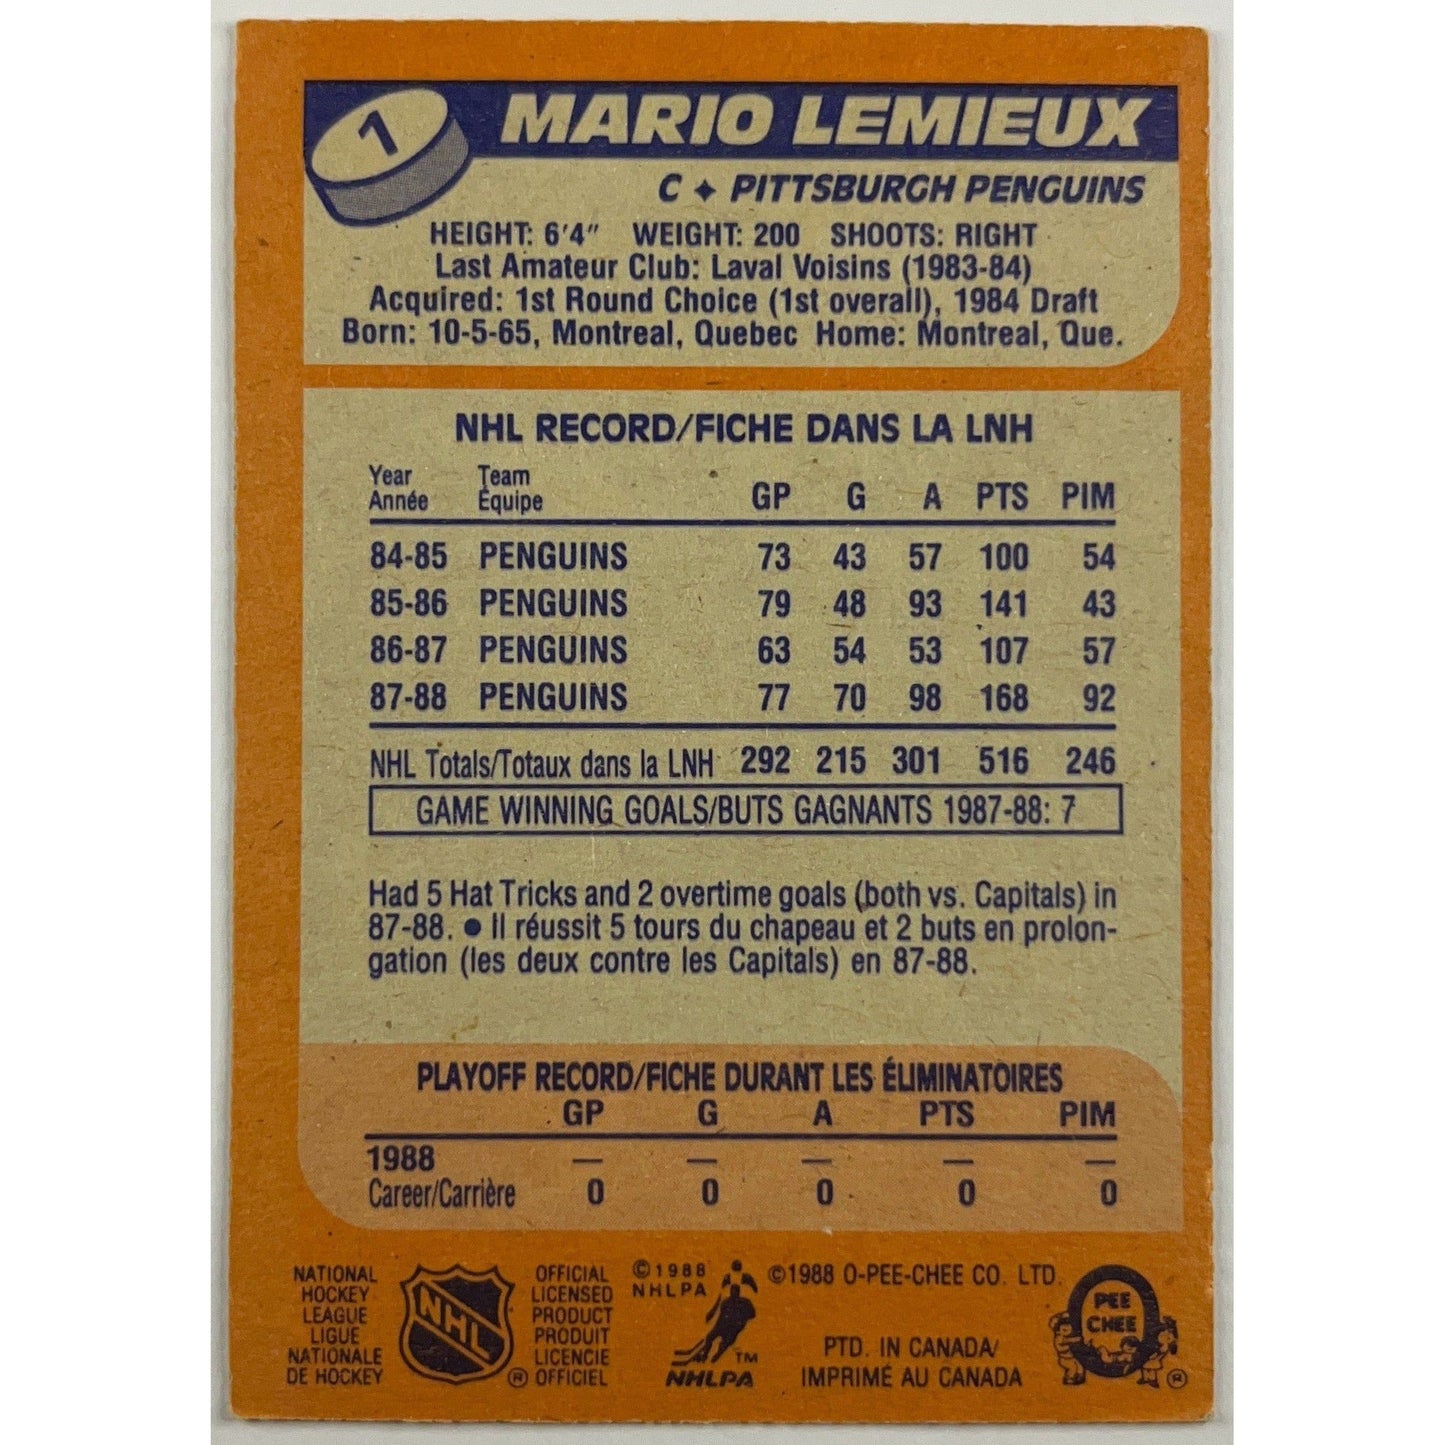 1
MARIO LEMIEUX
C ✦ PITTSBURGH PENGUINS
HEIGHT: 6'4" WEIGHT: 200 SHOOTS: RIGHT
Last Amateur Club: Laval Voisins (1983-84)
Acquired: 1st Round Choice (1st overall), 1984 Draft
Born: 10-5-65, Montreal, Quebec Home: Montreal, Que.
NHL RECORD/FICHE DANS LA LNH
Year Team
Année Équipe GP G A PTS PIM
84-85 PENGUINS 73 43 57 100 54
85-86 PENGUINS 79 48 93 141 43
86-87 PENGUINS 63 54 53 107 57
87-88 PENGUINS 77 70 98 168 92
NHL Totals/Totaux dans la LNH 292 215 301 516 246
GAME WINNING GOALS/BUTS GAGNANTS 1987-88: 7
Had 5 Hat Tricks and 2 overtime goals (both vs. Capitals) in
87-88. ● Il réussit 5 tours du chapeau et 2 buts en prolon-
gation (les deux contre les Capitals) en 87-88.
PLAYOFF RECORD/FICHE DURANT LES ÉLIMINATOIRES
GP G A PTS PIM
1988 — — — — —
Career/Carrière 0 0 0 0 0
NATIONAL
HOCKEY
LEAGUE
LIGUE
NATIONALE
DE HOCKEY
NHL
®
OFFICIAL
LICENSED
PRODUCT
PRODUIT
LICENCIE
OFFICIEL
©1988
NHLPA
TM
NHLPA
©1988 O-PEE-CHEE CO. LTD.
PTD. IN CANADA/
IMPRIMÉ AU CANADA
O
PEE
CHEE
®